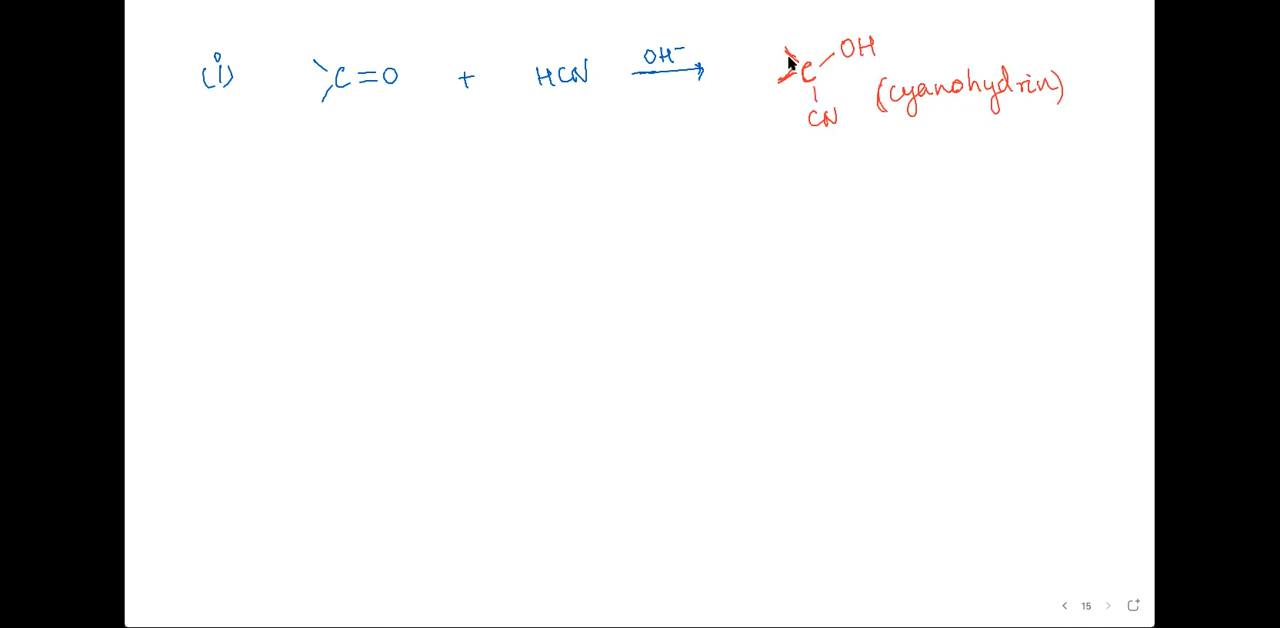 (i) >C=O + HCN OH⁻→ >C-OH (cyanohydrin)
CN
< 15 >